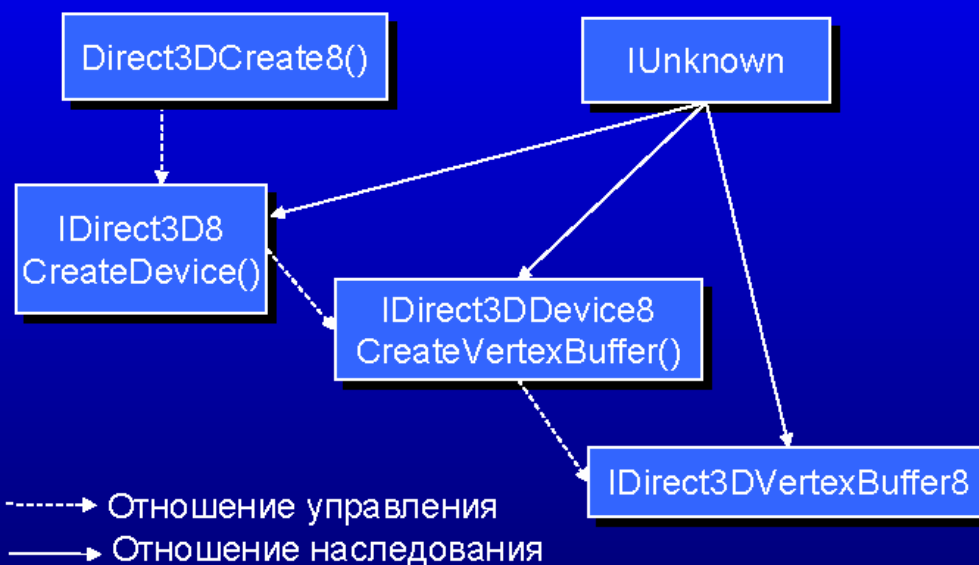 Direct3DCreate8()
IUnknown
IDirect3D8
CreateDevice()
IDirect3DDevice8
CreateVertexBuffer()
IDirect3DVertexBuffer8
Отношение управления
Отношение наследования